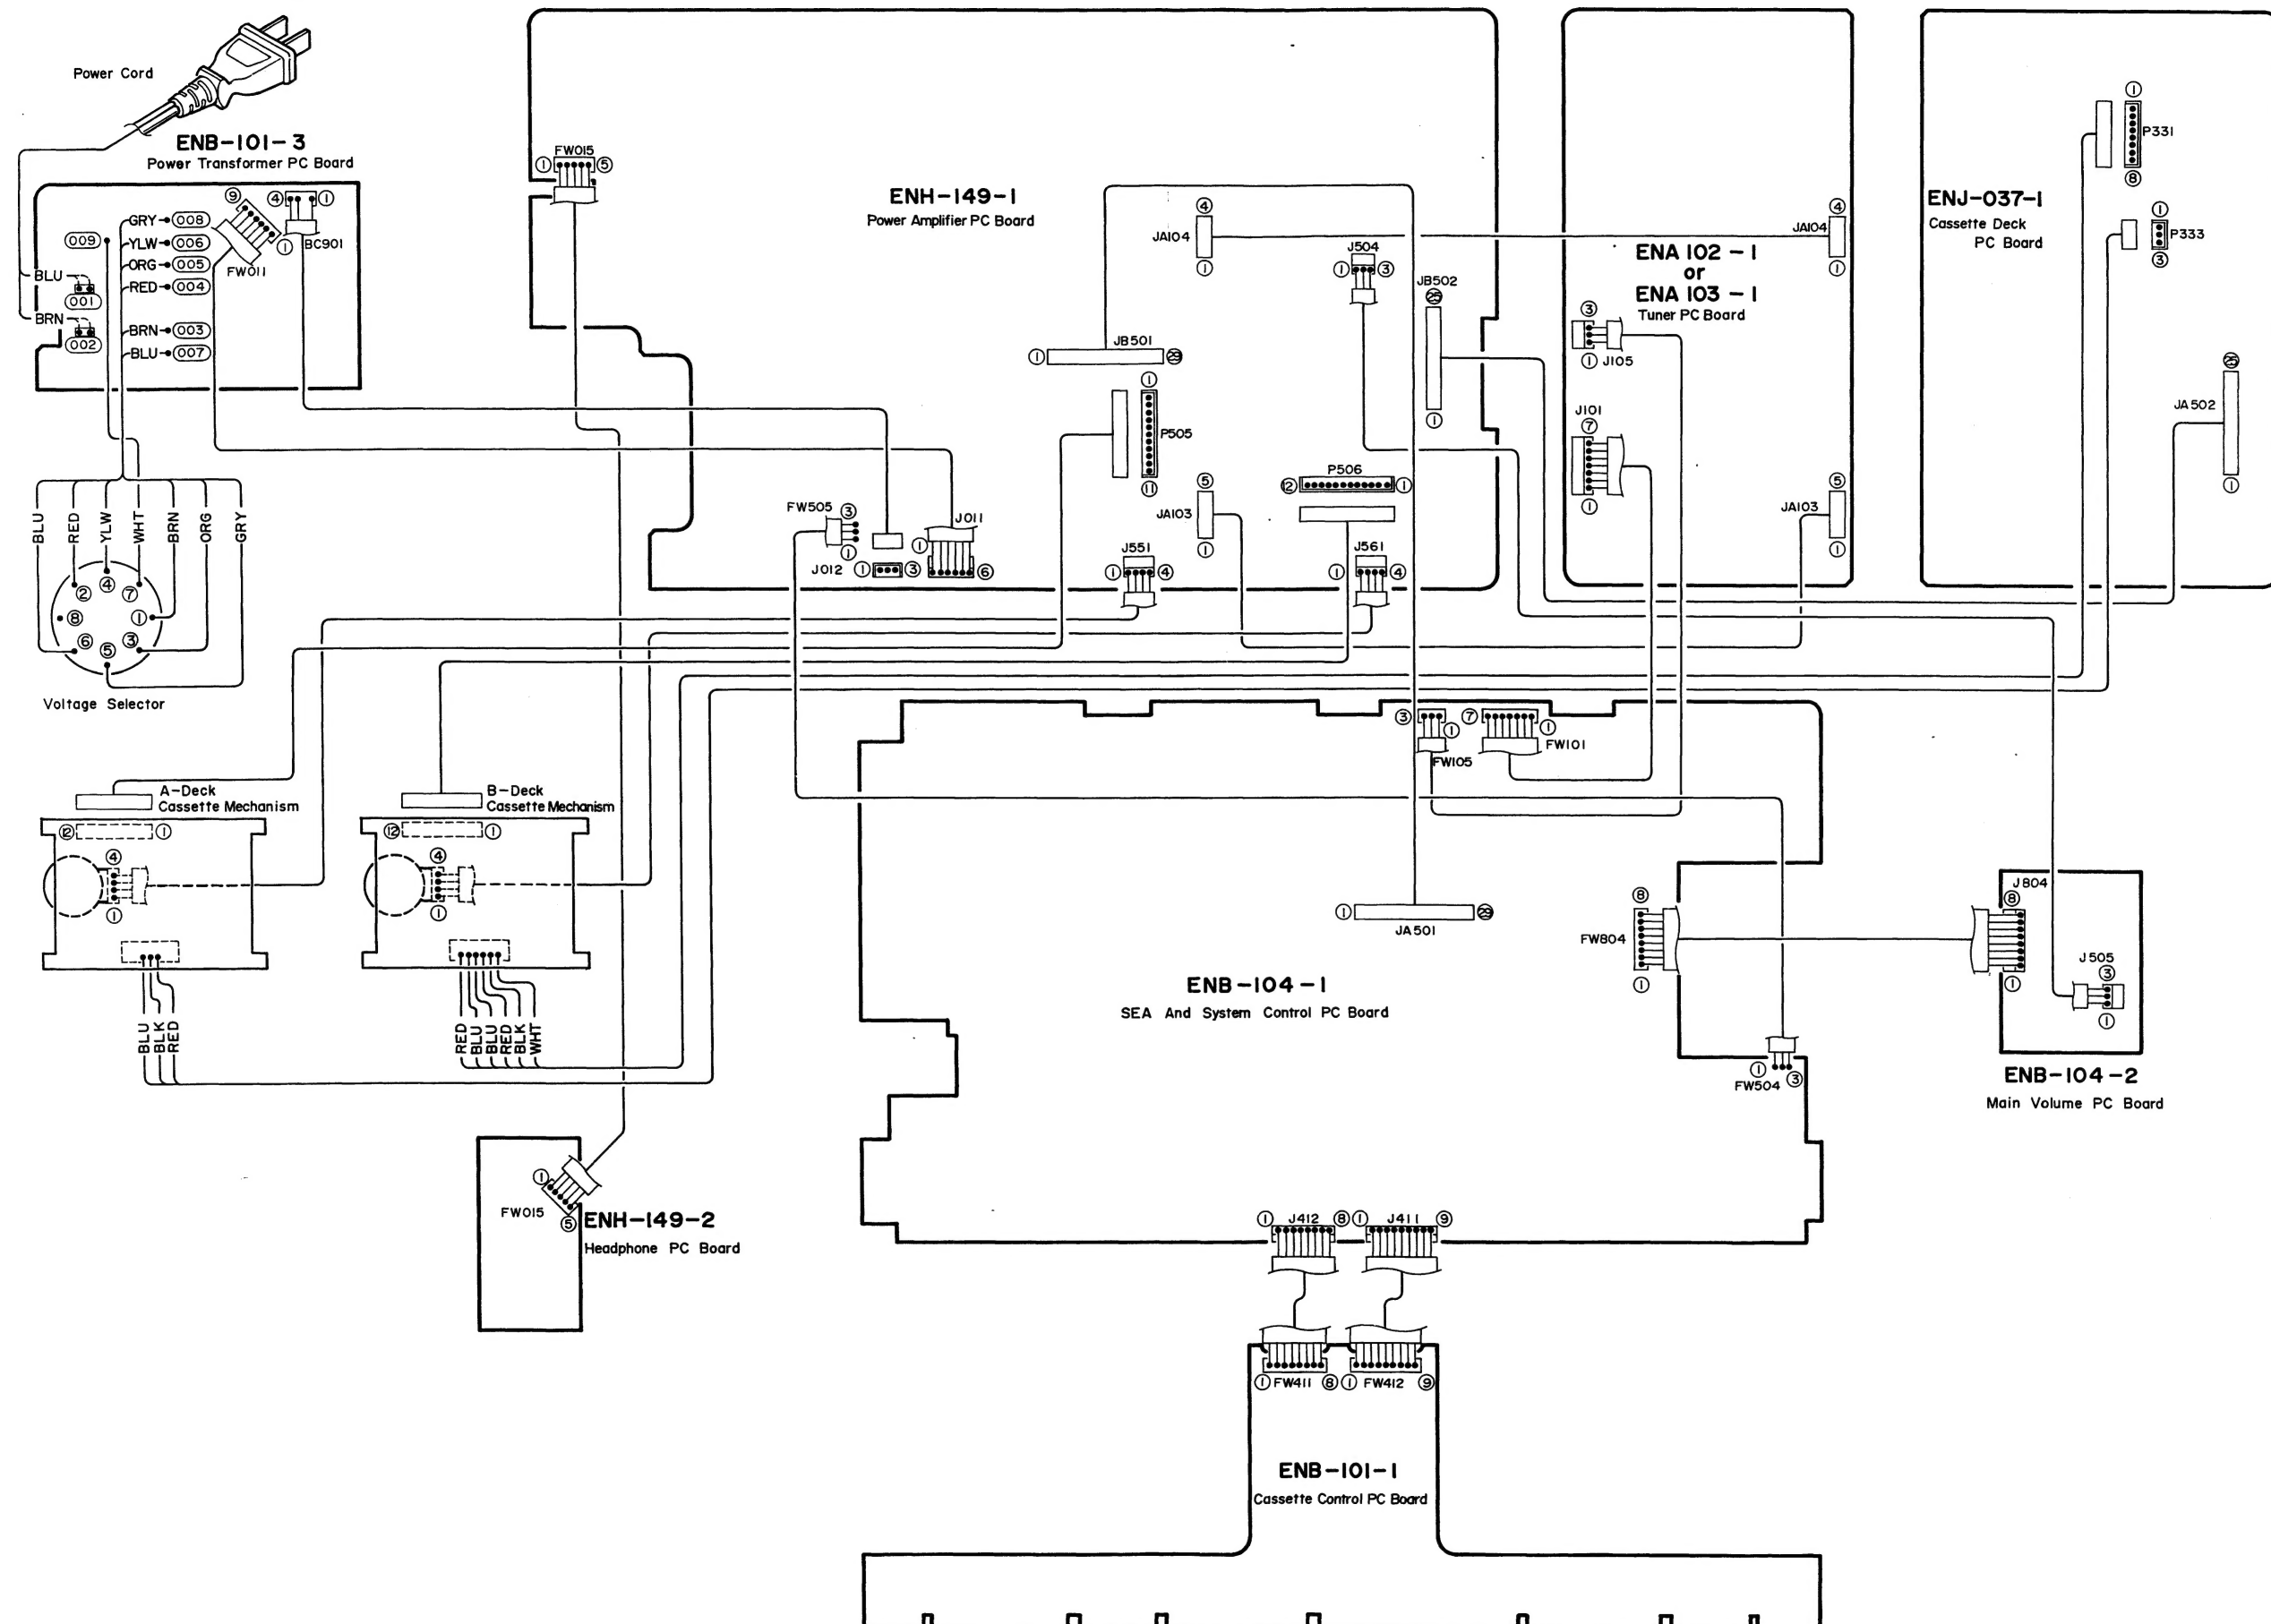 Power Cord
ENB-101-3
Power Transformer PC Board
⑨ ④ ①
GRY 008
009
YLW 006
① BC901
ORG 005
FW011
BLU
RED 004
001
BRN
BRN 003
002
BLU 007
BLU RED YLW WHT BRN ORG GRY
② ④ ⑦
⑧ ①
⑥ ⑤ ③
Voltage Selector
FW015
① ⑤
ENH-149-1
Power Amplifier PC Board
④
JA104
①
J504
① ③
JB502
㉕
①
JB501
① ㉙
①
P505
⑪
P506
⑫ ①
⑤
JA103
①
FW505 ③
①
J011
① ⑥
J012 ① ③
J551
① ④
J561
① ④
④
JA104
①
ENA 102-1
or
ENA 103-1
Tuner PC Board
③
① J105
J101
⑦
①
⑤
JA103
①
ENJ-037-1
Cassette Deck
PC Board
①
P331
⑧
①
P333
③
㉕
JA502
①
A-Deck
Cassette Mechanism
⑫ ①
④
①
BLU BLK RED
B-Deck
Cassette Mechanism
⑫ ①
④
①
RED BLU BLU RED BLK WHT
③ ①
FW105
⑦ ①
FW101
① ㉙
JA501
⑧
FW804
①
ENB-104-1
SEA And System Control PC Board
① ③
FW504
J804
⑧
①
J505
③
①
ENB-104-2
Main Volume PC Board
①
FW015
⑤
ENH-149-2
Headphone PC Board
① J412 ⑧ ① J411 ⑨
① FW411 ⑧ ① FW412 ⑨
ENB-101-1
Cassette Control PC Board